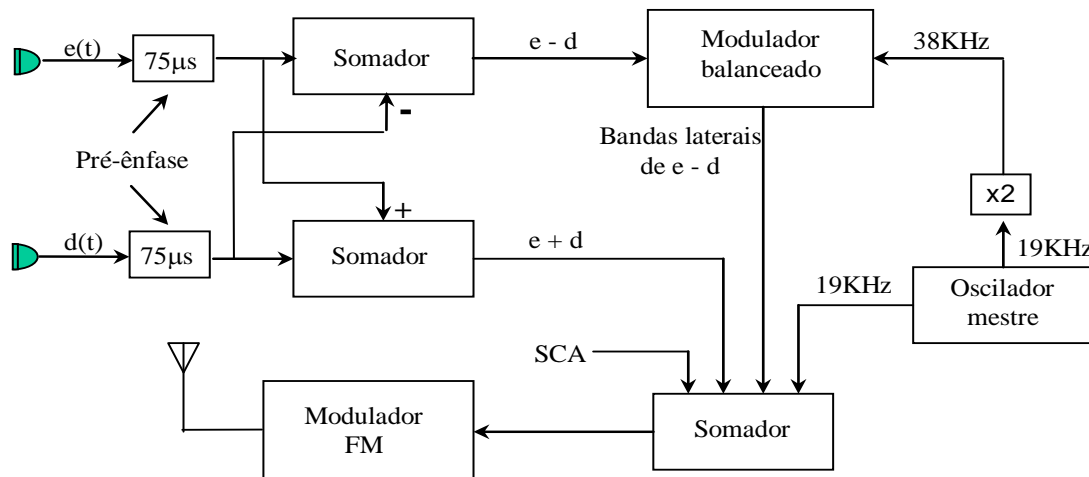 e(t)
75μs
Somador
e - d
Modulador
balanceado
38KHz
-
Bandas laterais
de e - d
Pré-ênfase
x2
+
d(t)
75μs
Somador
e + d
19KHz
19KHz
Oscilador
mestre
SCA
Modulador
FM
Somador